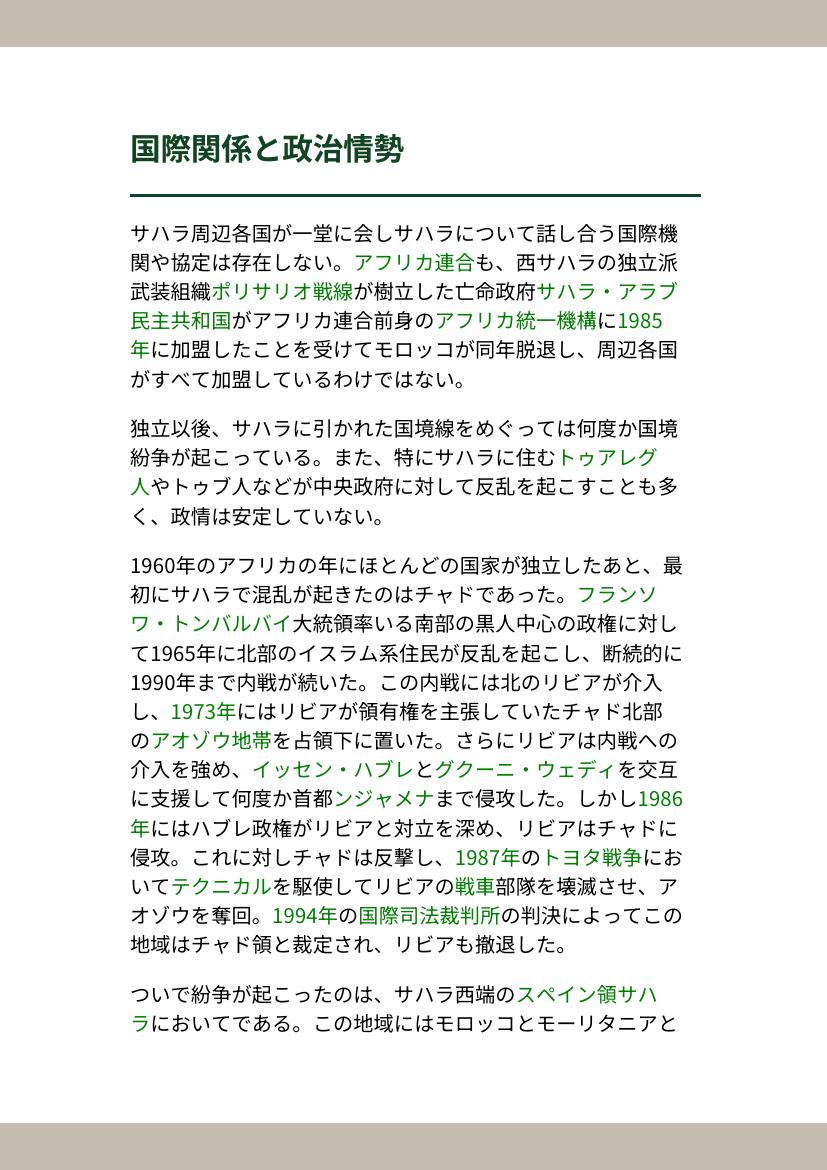 国際関係と政治情勢
サハラ周辺各国が一堂に会しサハラについて話し合う国際機
関や協定は存在しない。アフリカ連合も、西サハラの独立派
武装組織ポリサリオ戦線が樹立した亡命政府サハラ・アラブ
民主共和国がアフリカ連合前身のアフリカ統一機構に1985
年に加盟したことを受けてモロッコが同年脱退し、周辺各国
がすべて加盟しているわけではない。
独立以後、サハラに引かれた国境線をめぐっては何度か国境
紛争が起こっている。また、特にサハラに住むトゥアレグ
人やトゥブ人などが中央政府に対して反乱を起こすことも多
く、政情は安定していない。
1960年のアフリカの年にほとんどの国家が独立したあと、最
初にサハラで混乱が起きたのはチャドであった。フランソ
ワ・トンバルバイ大統領率いる南部の黒人中心の政権に対し
て1965年に北部のイスラム系住民が反乱を起こし、断続的に
1990年まで内戦が続いた。この内戦には北のリビアが介入
し、1973年にはリビアが領有権を主張していたチャド北部
のアオゾウ地帯を占領下に置いた。さらにリビアは内戦への
介入を強め、イッセン・ハブレとグクーニ・ウェディを交互
に支援して何度か首都ンジャメナまで侵攻した。しかし1986
年にはハブレ政権がリビアと対立を深め、リビアはチャドに
侵攻。これに対しチャドは反撃し、1987年のトヨタ戦争にお
いてテクニカルを駆使してリビアの戦車部隊を壊滅させ、ア
オゾウを奪回。1994年の国際司法裁判所の判決によってこの
地域はチャド領と裁定され、リビアも撤退した。
ついで紛争が起こったのは、サハラ西端のスペイン領サハ
ラにおいてである。この地域にはモロッコとモーリタニアと